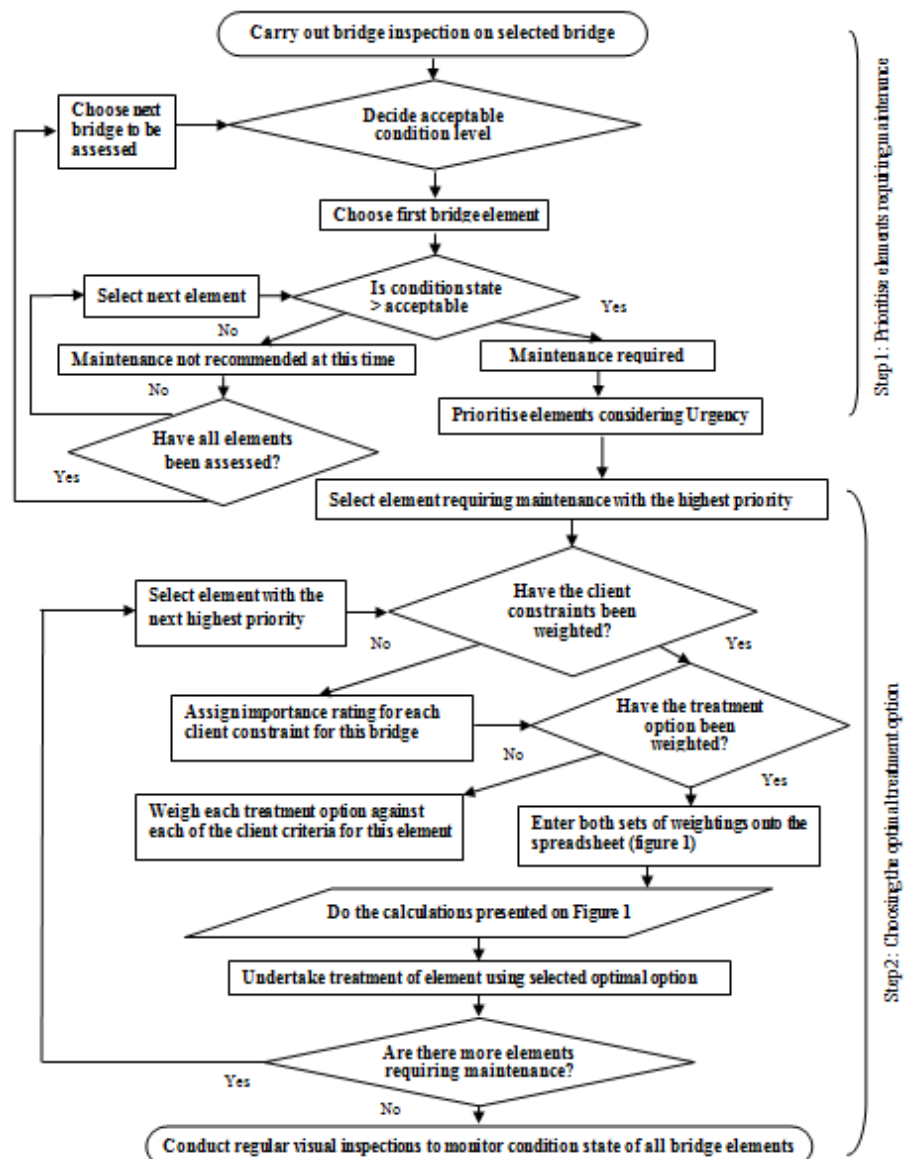 Carry out bridge inspection on selected bridge
Choose next
bridge to be
assessed
Decide acceptable
condition level
Choose first bridge element
Select next element
Is condition state
> acceptable
Yes
No
Maintenance not recommended at this time
Maintenance required
No
Prioritise elements considering Urgency
Have all elements
been assessed?
Yes
Step 1: Prioritise elements requiring maintenance
Select element requiring maintenance with the highest priority
Select element with the
next highest priority
Have the client
constraints been
weighted?
No
Yes
Assign importance rating for each
client constraint for this bridge
Have the treatment
option been
weighted?
No
Yes
Weigh each treatment option against
each of the client criteria for this element
Enter both sets of weightings onto the
spreadsheet (figure 1)
Do the calculations presented on Figure 1
Undertake treatment of element using selected optimal option
Are there more elements
requiring maintenance?
Yes
No
Conduct regular visual inspections to monitor condition state of all bridge elements
Step2: Choosing the optimal treatment option